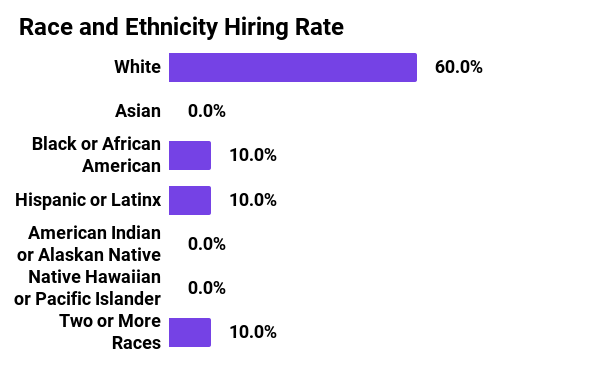 Race and Ethnicity Hiring Rate
White 60.0%
Asian 0.0%
Black or African
American 10.0%
Hispanic or Latinx 10.0%
American Indian
or Alaskan Native 0.0%
Native Hawaiian
or Pacific Islander 0.0%
Two or More
Races 10.0%